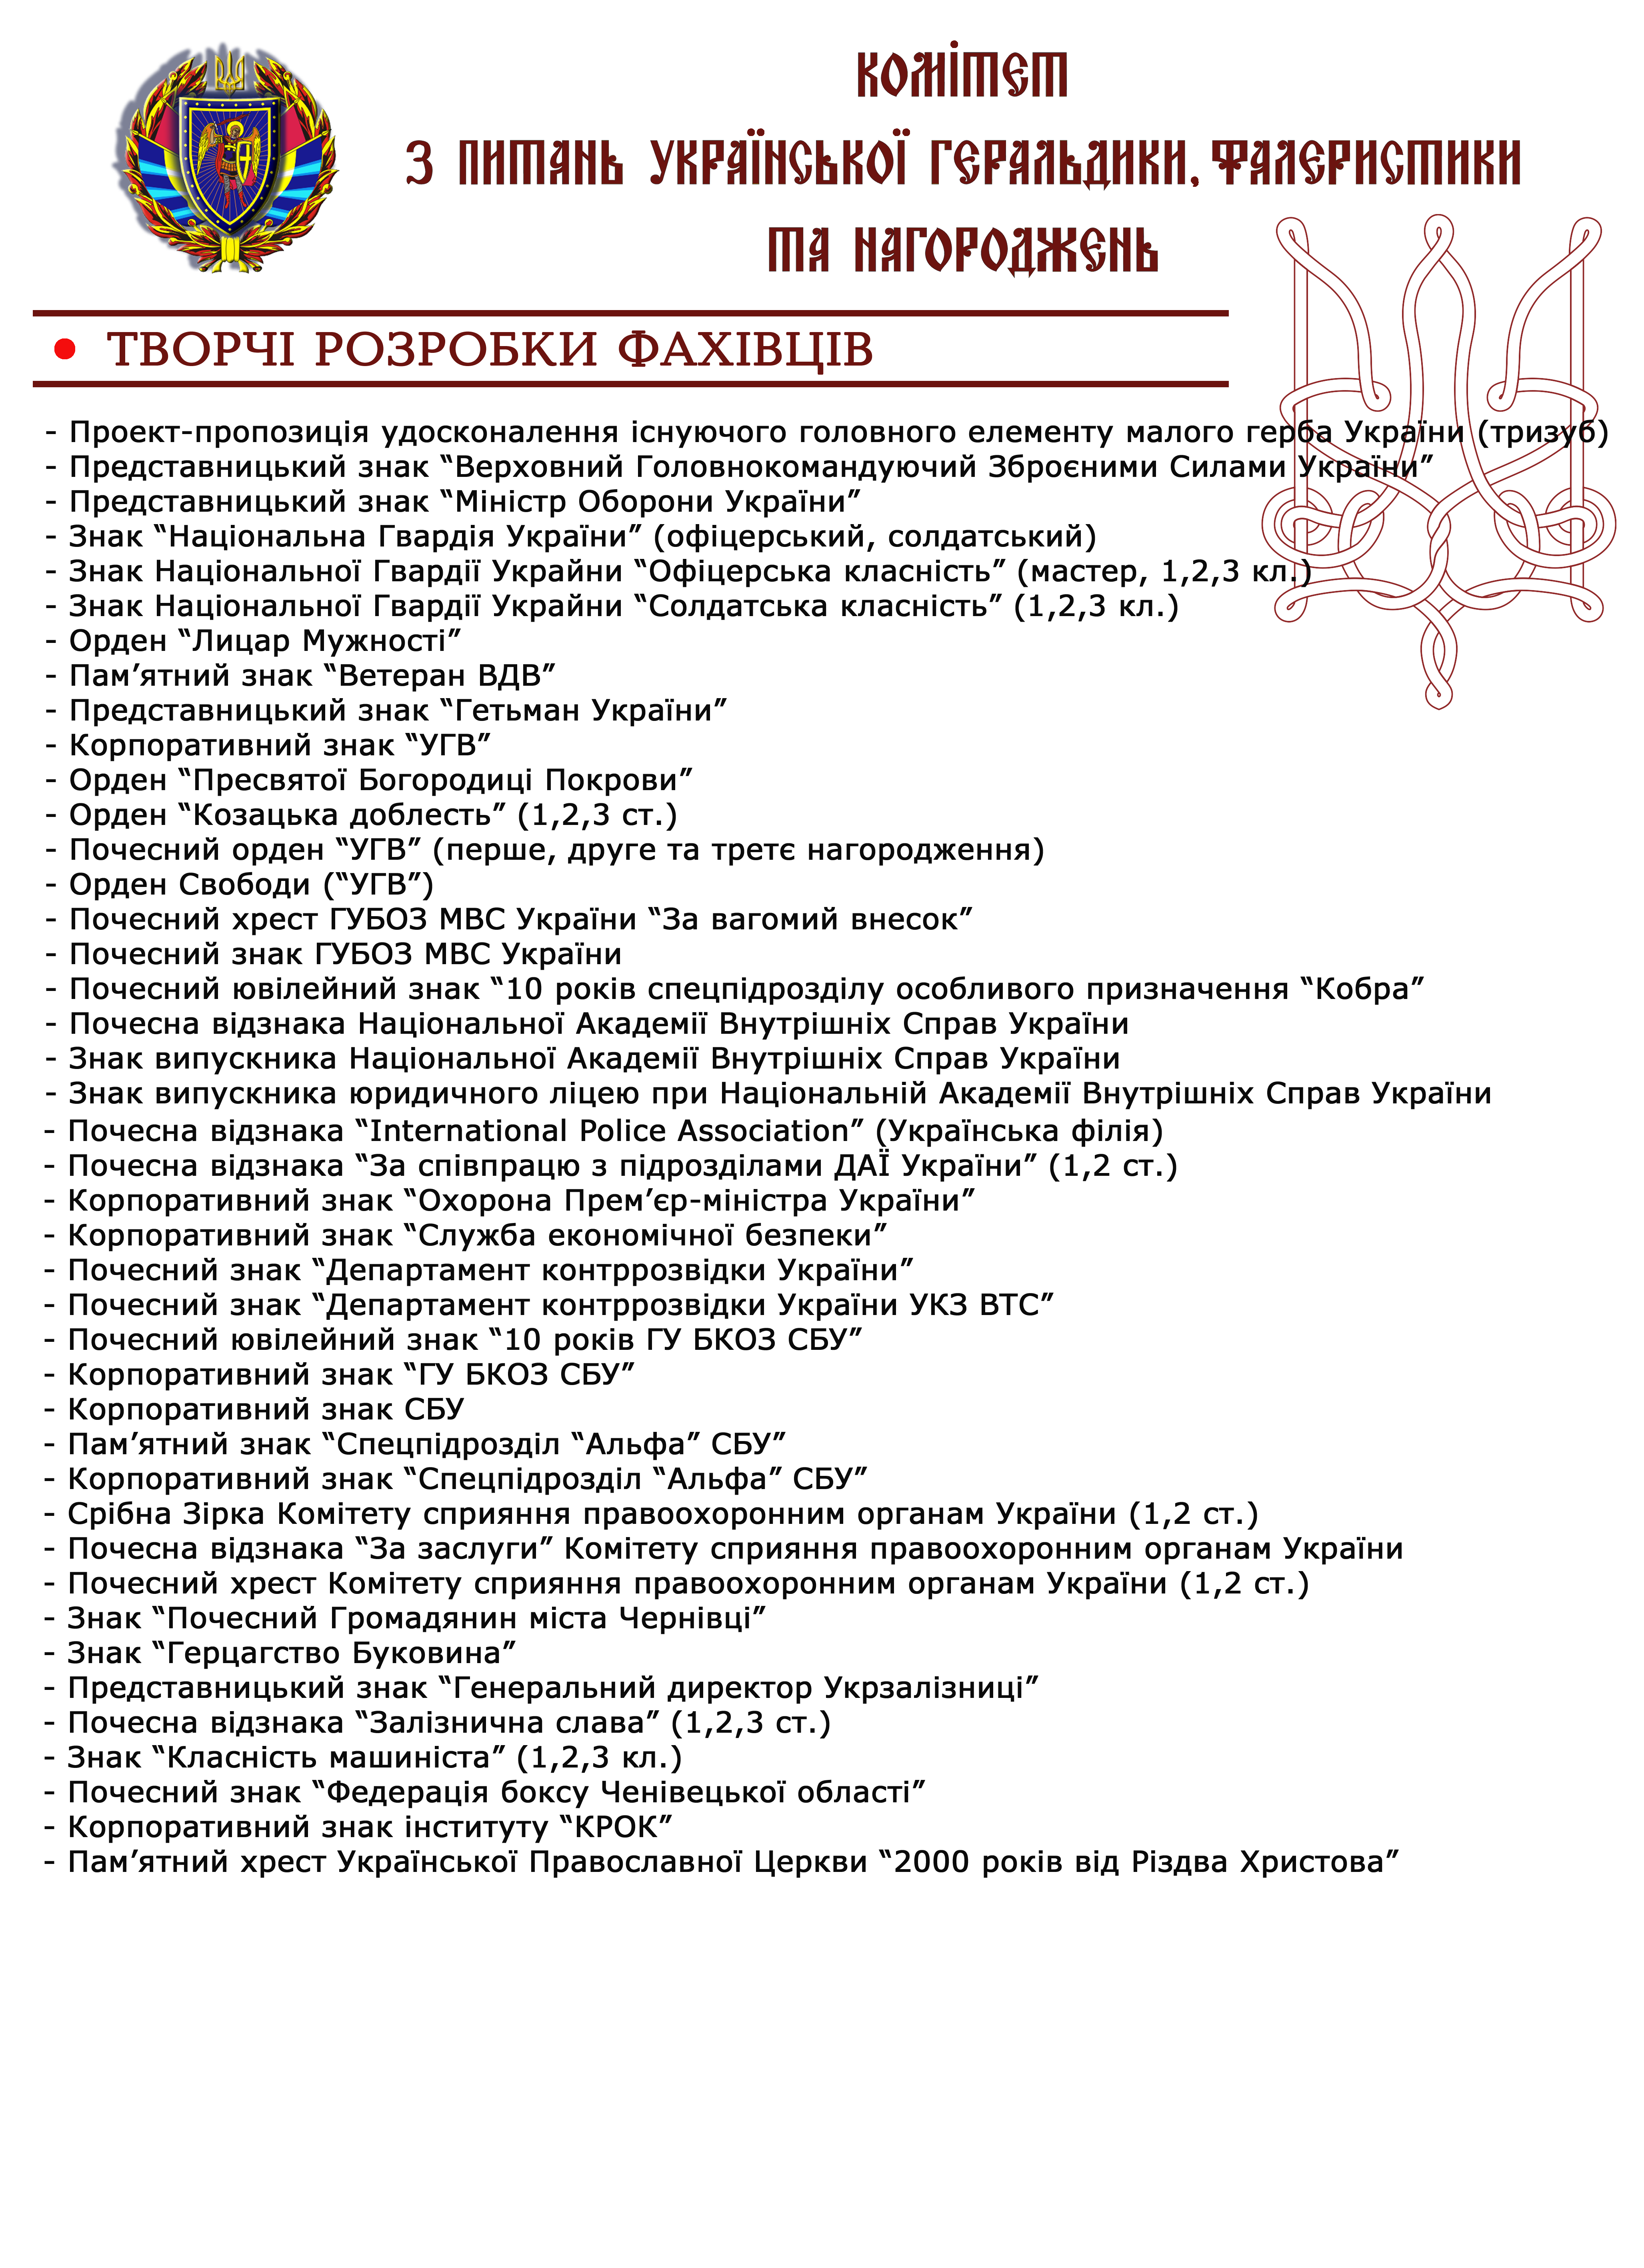 КОМІТЕТ
З ПИТАНЬ УКРАЇНСЬКОЇ ГЕРАЛЬДИКИ, ФАЛЕРИСТИКИ
ТА НАГОРОДЖЕНЬ
• ТВОРЧІ РОЗРОБКИ ФАХІВЦІВ
- Проект-пропозиція удосконалення існуючого головного елементу малого герба України (тризуб)
- Представницький знак “Верховний Головнокомандуючий Зброєними Силами України”
- Представницький знак “Міністр Оборони України”
- Знак “Національна Гвардія України” (офіцерський, солдатський)
- Знак Національної Гвардії Украйни “Офіцерська класність” (мастер, 1,2,3 кл.)
- Знак Національної Гвардії Украйни “Солдатська класність” (1,2,3 кл.)
- Орден “Лицар Мужності”
- Пам’ятний знак “Ветеран ВДВ”
- Представницький знак “Гетьман України”
- Корпоративний знак “УГВ”
- Орден “Пресвятої Богородиці Покрови”
- Орден “Козацька доблесть” (1,2,3 ст.)
- Почесний орден “УГВ” (перше, друге та третє нагородження)
- Орден Свободи (“УГВ”)
- Почесний хрест ГУБОЗ МВС України “За вагомий внесок”
- Почесний знак ГУБОЗ МВС України
- Почесний ювілейний знак “10 років спецпідрозділу особливого призначення “Кобра”
- Почесна відзнака Національної Академії Внутрішніх Справ України
- Знак випускника Національної Академії Внутрішніх Справ України
- Знак випускника юридичного ліцею при Національній Академії Внутрішніх Справ України
- Почесна відзнака “International Police Association” (Українська філія)
- Почесна відзнака “За співпрацю з підрозділами ДАЇ України” (1,2 ст.)
- Корпоративний знак “Охорона Прем’єр-міністра України”
- Корпоративний знак “Служба економічної безпеки”
- Почесний знак “Департамент контррозвідки України”
- Почесний знак “Департамент контррозвідки України УКЗ ВТС”
- Почесний ювілейний знак “10 років ГУ БКОЗ СБУ”
- Корпоративний знак “ГУ БКОЗ СБУ”
- Корпоративний знак СБУ
- Пам’ятний знак “Спецпідрозділ “Альфа” СБУ”
- Корпоративний знак “Спецпідрозділ “Альфа” СБУ”
- Срібна Зірка Комітету сприяння правоохоронним органам України (1,2 ст.)
- Почесна відзнака “За заслуги” Комітету сприяння правоохоронним органам України
- Почесний хрест Комітету сприяння правоохоронним органам України (1,2 ст.)
- Знак “Почесний Громадянин міста Чернівці”
- Знак “Герцагство Буковина”
- Представницький знак “Генеральний директор Укрзалізниці”
- Почесна відзнака “Залізнична слава” (1,2,3 ст.)
- Знак “Класність машиніста” (1,2,3 кл.)
- Почесний знак “Федерація боксу Ченівецької області”
- Корпоративний знак інституту “КРОК”
- Пам’ятний хрест Української Православної Церкви “2000 років від Різдва Христова”